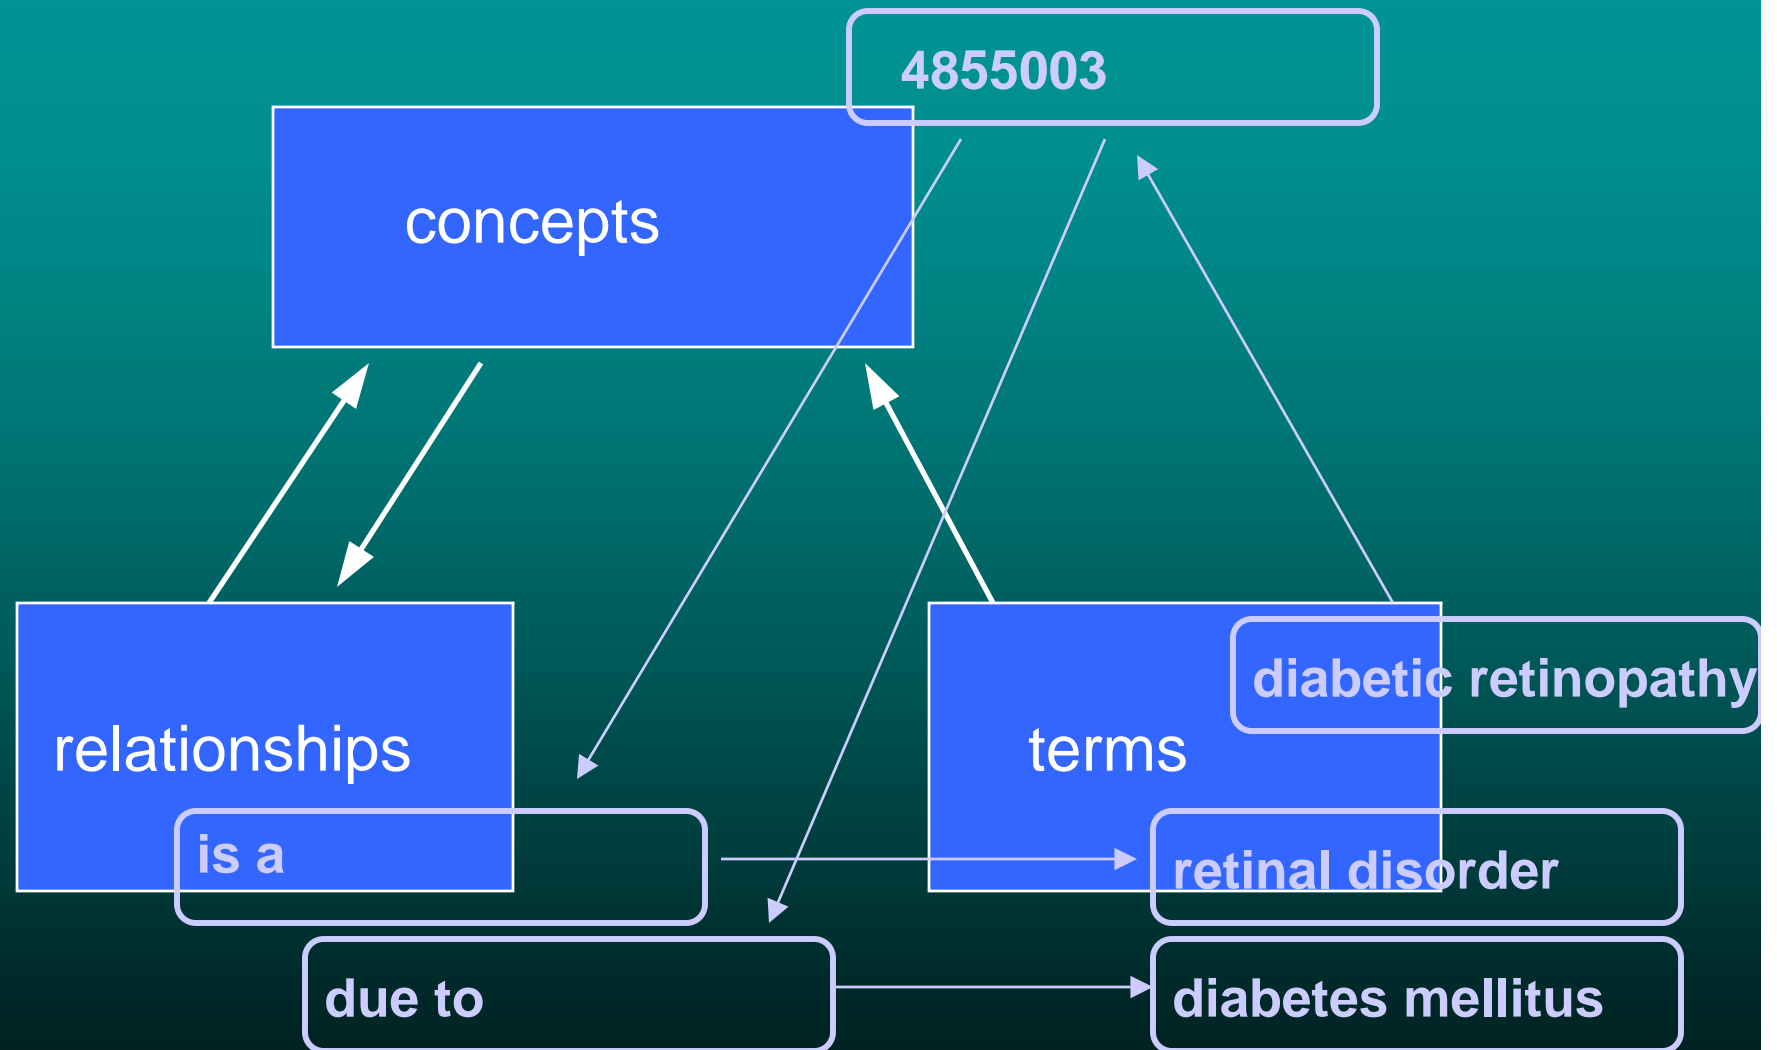 4855003
concepts
diabetic retinopathy
relationships
terms
is a
retinal disorder
due to
diabetes mellitus